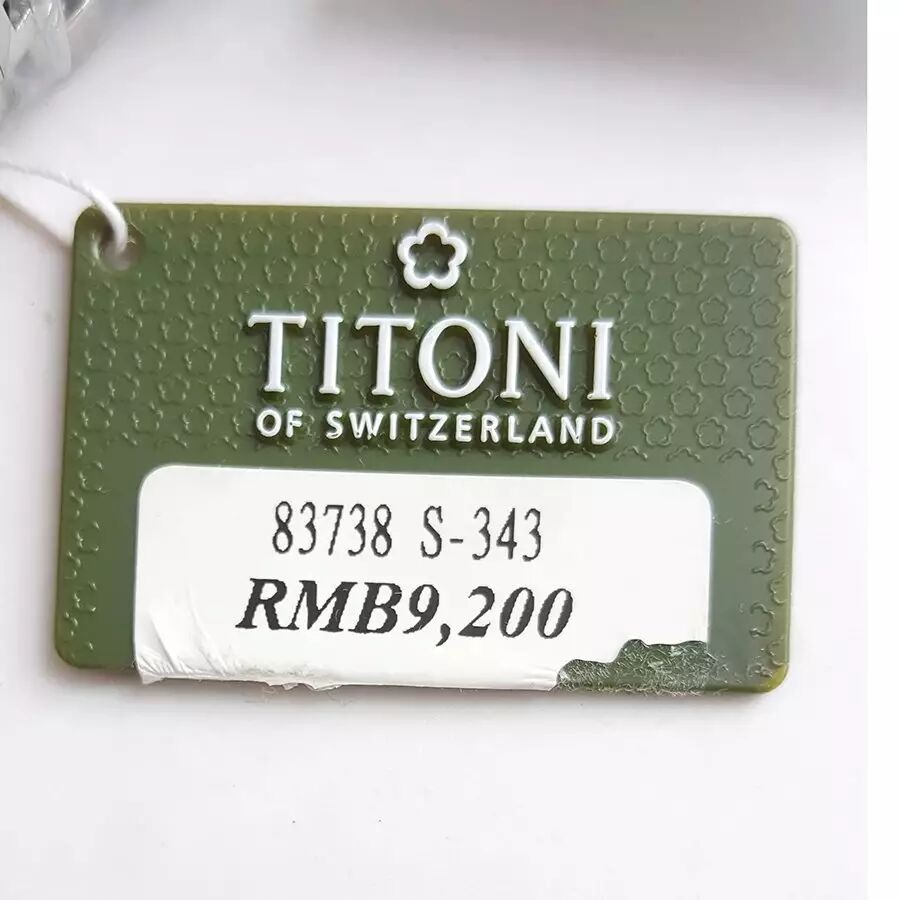 TITONI
OF SWITZERLAND
83738 S-343
RMB9,200